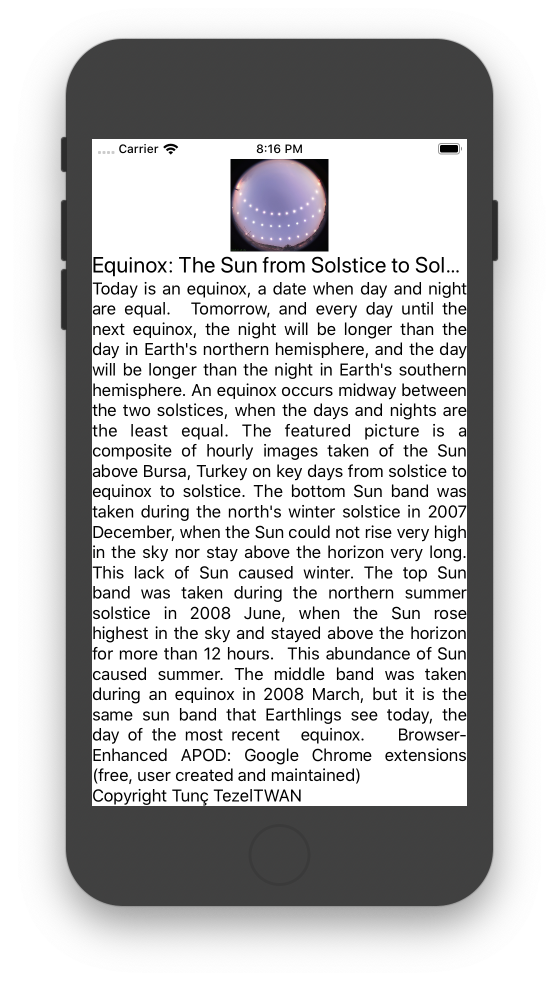 Carrier 8:16 PM
Equinox: The Sun from Solstice to Sol...
Today is an equinox, a date when day and night
are equal.  Tomorrow, and every day until the
next equinox, the night will be longer than the
day in Earth's northern hemisphere, and the day
will be longer than the night in Earth's southern
hemisphere. An equinox occurs midway between
the two solstices, when the days and nights are
the least equal. The featured picture is a
composite of hourly images taken of the Sun
above Bursa, Turkey on key days from solstice to
equinox to solstice. The bottom Sun band was
taken during the north's winter solstice in 2007
December, when the Sun could not rise very high
in the sky nor stay above the horizon very long.
This lack of Sun caused winter. The top Sun
band was taken during the northern summer
solstice in 2008 June, when the Sun rose
highest in the sky and stayed above the horizon
for more than 12 hours.  This abundance of Sun
caused summer. The middle band was taken
during an equinox in 2008 March, but it is the
same sun band that Earthlings see today, the
day of the most recent  equinox.   Browser-
Enhanced APOD: Google Chrome extensions
(free, user created and maintained)
Copyright Tunç TezelTWAN